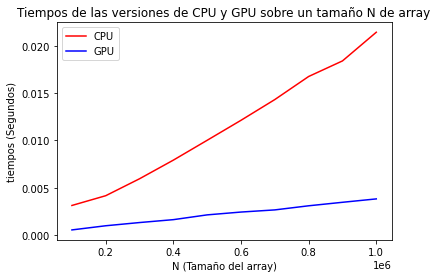 Tiempos de las versiones de CPU y GPU sobre un tamaño N de array
CPU
GPU
tiempos (Segundos)
0.020
0.015
0.010
0.005
0.000
0.2
0.4
0.6
0.8
1.0
1e6
N (Tamaño del array)